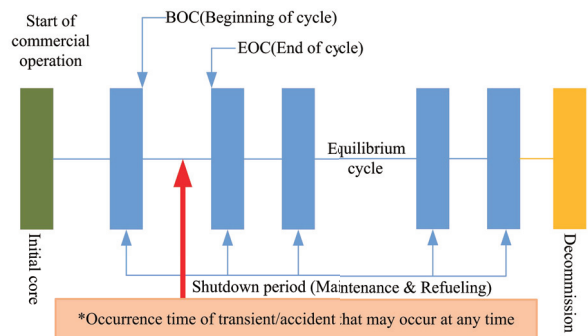 Start of
commercial
operation
BOC(Beginning of cycle)
EOC(End of cycle)
Equilibrium
cycle
Initial core
Decommission
Shutdown period (Maintenance & Refueling)
*Occurrence time of transient/accident that may occur at any time